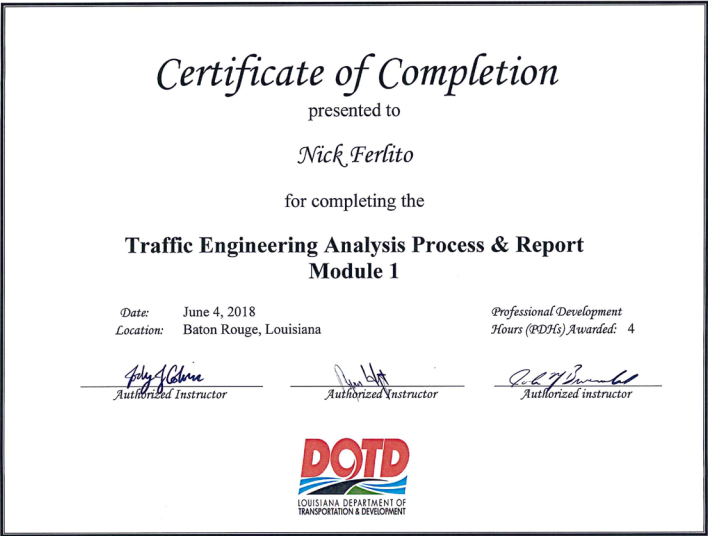 Certificate of Completion
presented to
Nick Ferlito
for completing the
Traffic Engineering Analysis Process & Report
Module 1
Date: June 4, 2018
Location: Baton Rouge, Louisiana
Professional Development
Hours (PDHs) Awarded: 4
Authorized Instructor
Authorized Instructor
Authorized instructor
DOTD
LOUISIANA DEPARTMENT OF
TRANSPORTATION & DEVELOPMENT